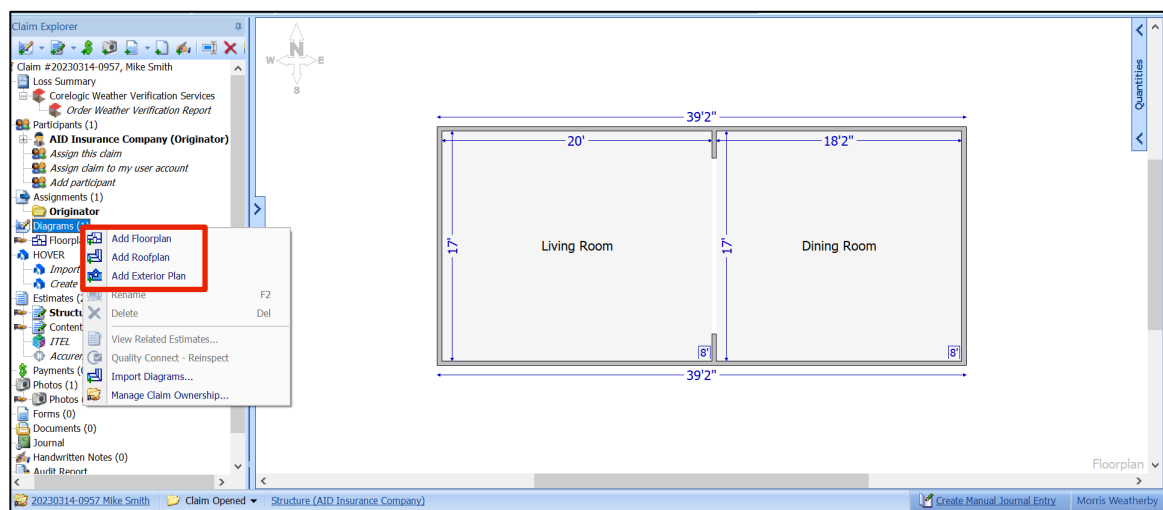 Claim Explorer
Claim #20230314-0957, Mike Smith
Loss Summary
Corelogic Weather Verification Services
Order Weather Verification Report
Participants (1)
AID Insurance Company (Originator)
Assign this claim
Assign claim to my user account
Add participant
Assignments (1)
Originator
Diagrams (1)
Floorpl
HOVER
Import
Create
Estimates (2
Structu
Content
ITEL
Accure
Payments (0
Photos (1)
Photos
Forms (0)
Documents (0)
Journal
Handwritten Notes (0)
Audit Report
Add Floorplan
Add Roofplan
Add Exterior Plan
Rename F2
Delete Del
View Related Estimates...
Quality Connect - Reinspect
Import Diagrams...
Manage Claim Ownership...
N
W E
S
39'2"
20' 18'2"
17' Living Room 17' Dining Room
8' 8'
39'2"
Quantities
Floorplan
20230314-0957 Mike Smith Claim Opened Structure (AID Insurance Company) Create Manual Journal Entry Morris Weatherby